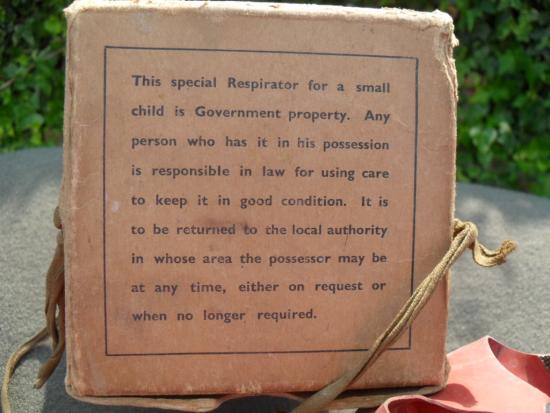 This special Respirator for a small
child is Government property. Any
person who has it in his possession
is responsible in law for using care
to keep it in good condition. It is
to be returned to the local authority
in whose area the possessor may be
at any time, either on request or
when no longer required.